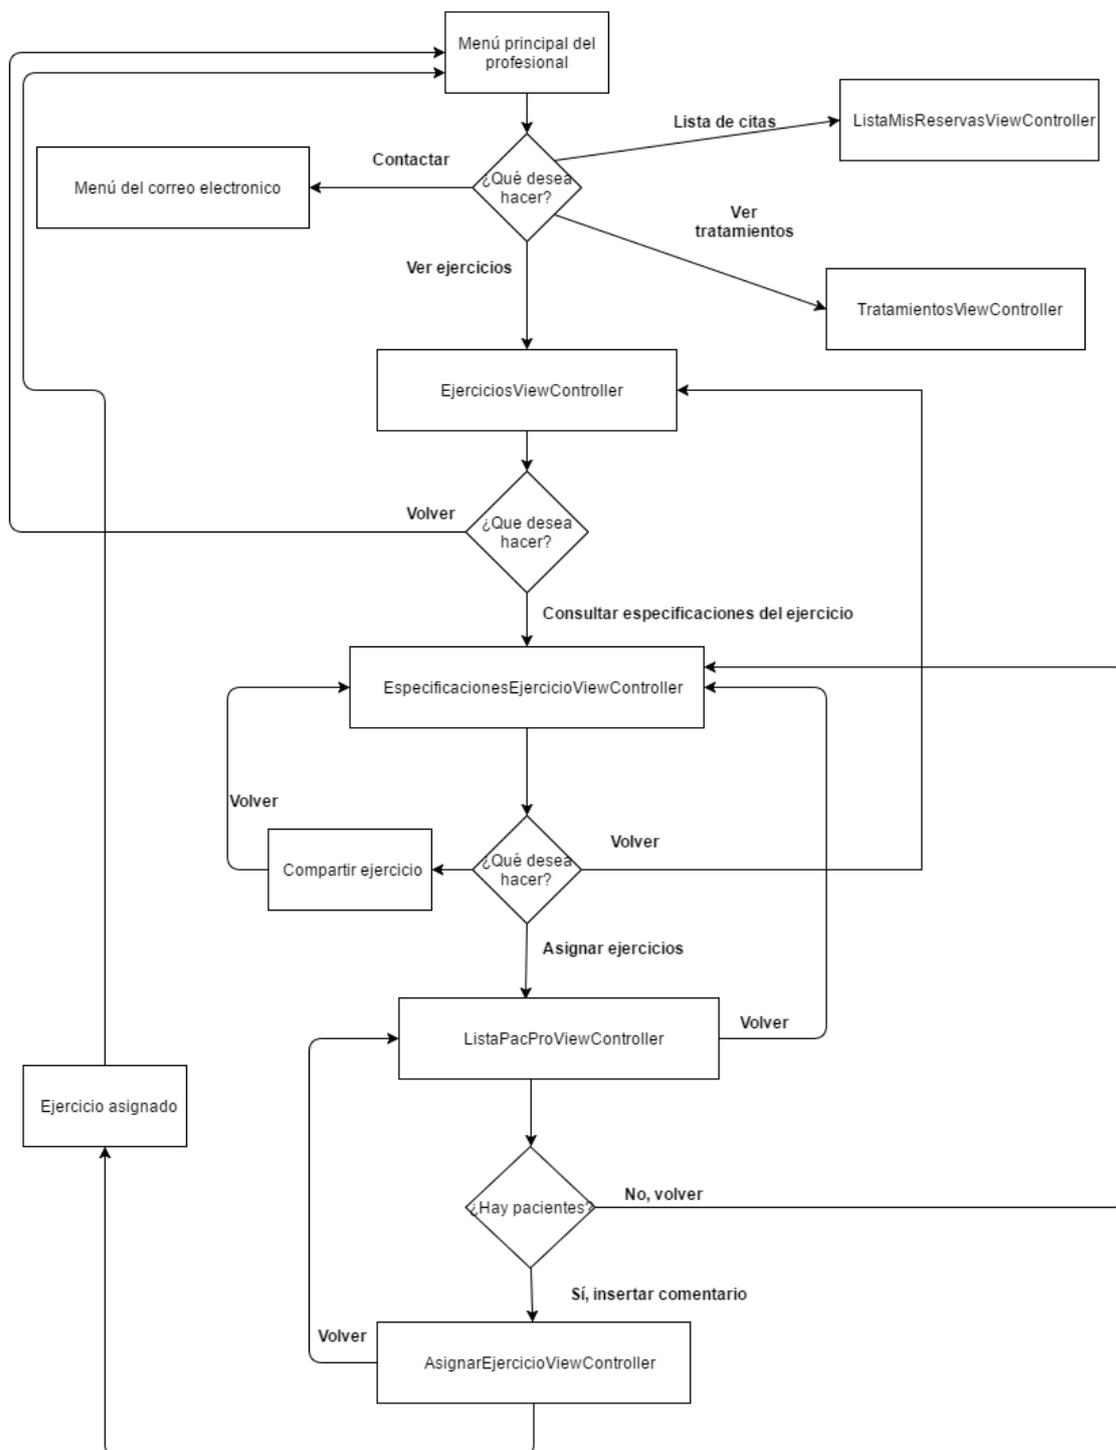 Menú principal del
profesional
Lista de citas
ListaMisReservasViewController
Contactar
Menú del correo electronico
¿Qué desea
hacer?
Ver
tratamientos
Ver ejercicios
TratamientosViewController
EjerciciosViewController
Volver
¿Que desea
hacer?
Consultar especificaciones del ejercicio
EspecificacionesEjercicioViewController
Volver
Compartir ejercicio
¿Qué desea
hacer?
Volver
Asignar ejercicios
ListaPacProViewController
Volver
Ejercicio asignado
¿Hay pacientes?
No, volver
Sí, insertar comentario
Volver
AsignarEjercicioViewController